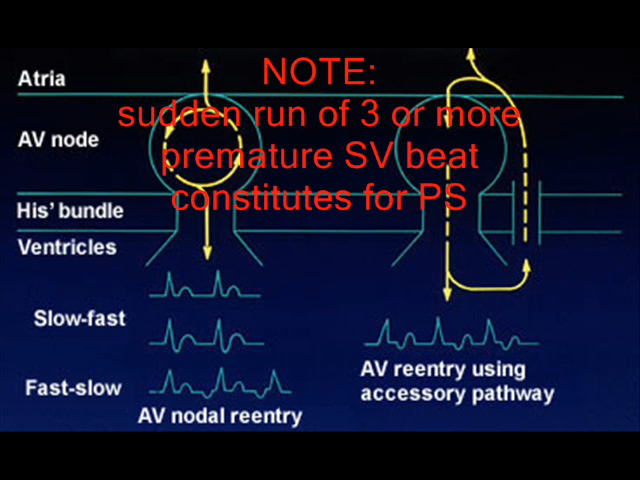 NOTE:
sudden run of 3 or more
premature SV beat
constitutes for PS
Atria
AV node
His' bundle
Ventricles
Slow-fast
Fast-slow
AV nodal reentry
AV reentry using
accessory pathway